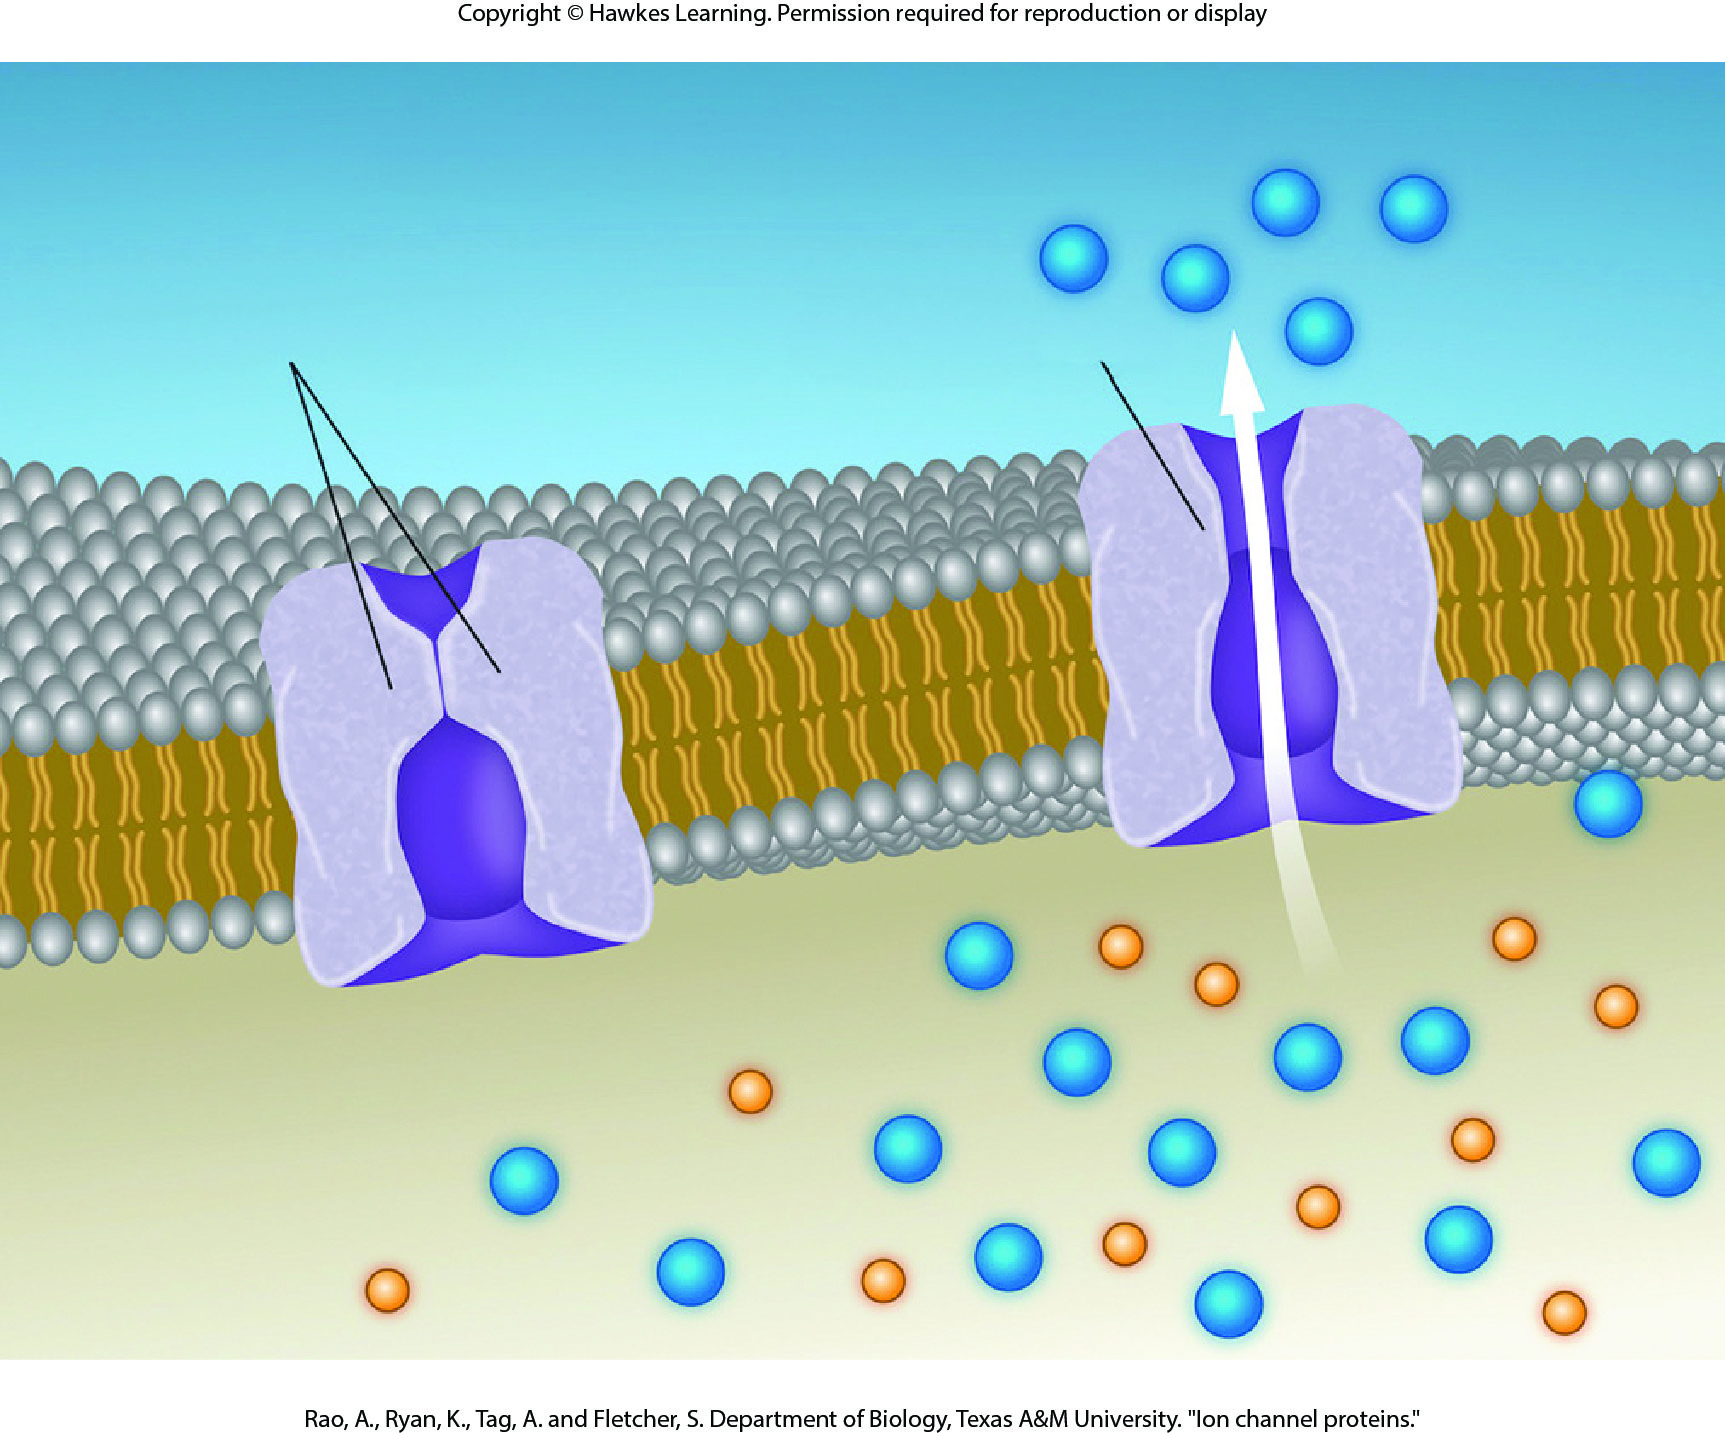 Copyright © Hawkes Learning. Permission required for reproduction or display
Rao, A., Ryan, K., Tag, A. and Fletcher, S. Department of Biology, Texas A&M University. "Ion channel proteins."